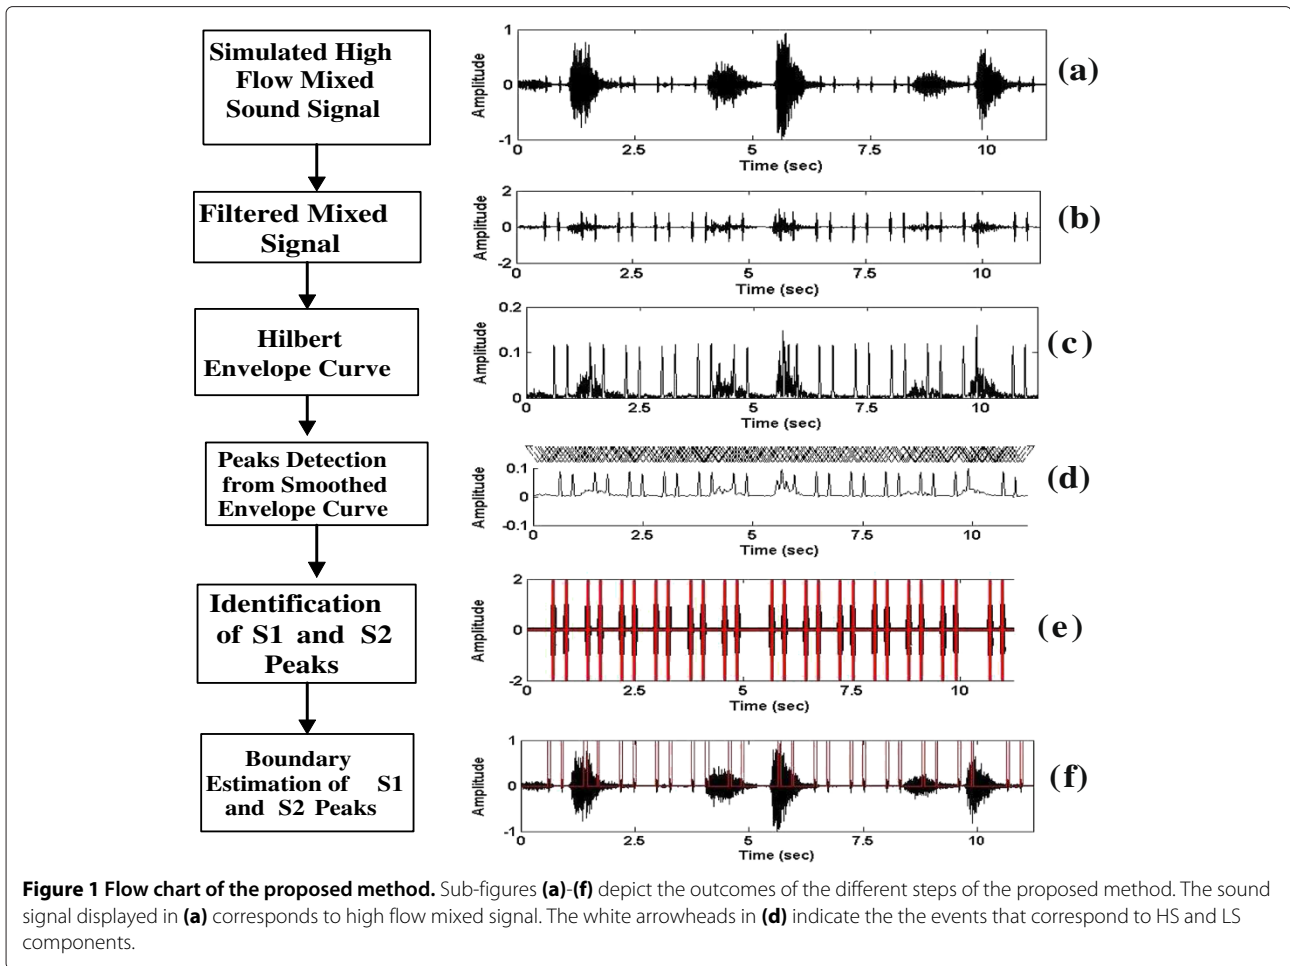 Simulated High
Flow Mixed
Sound Signal
Amplitude
1
0
-1
0
2.5
5
7.5
10
Time (sec)
(a)
Filtered Mixed
Signal
Amplitude
2
0
-2
0
2.5
5
7.5
10
Time (sec)
(b)
Hilbert
Envelope Curve
Amplitude
0.2
0.1
0
0
2.5
5
7.5
10
Time (sec)
(c)
Peaks Detection
from Smoothed
Envelope Curve
Amplitude
0.1
0
-0.1
0
2.5
5
7.5
10
Time (sec)
(d)
Identification
of S1 and S2
Peaks
Amplitude
2
0
-2
0
2.5
5
7.5
10
Time (sec)
(e)
Boundary
Estimation of S1
and S2 Peaks
Amplitude
1
0
-1
0
2.5
5
7.5
10
Time (sec)
(f)
Figure 1 Flow chart of the proposed method. Sub-figures (a)-(f) depict the outcomes of the different steps of the proposed method. The sound
signal displayed in (a) corresponds to high flow mixed signal. The white arrowheads in (d) indicate the the events that correspond to HS and LS
components.